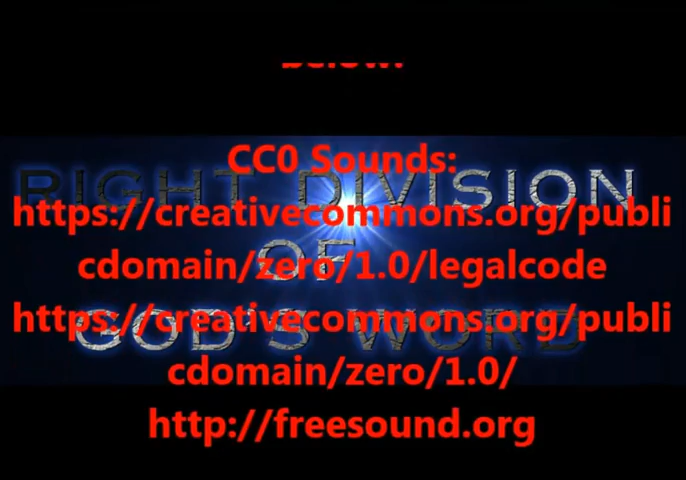 below:
CC0 Sounds:
RIGHT DIVISION
https://creativecommons.org/publi
OF
cdomain/zero/1.0/legalcode
https://creativecommons.org/publi
GOD'S WORD
cdomain/zero/1.0/
http://freesound.org